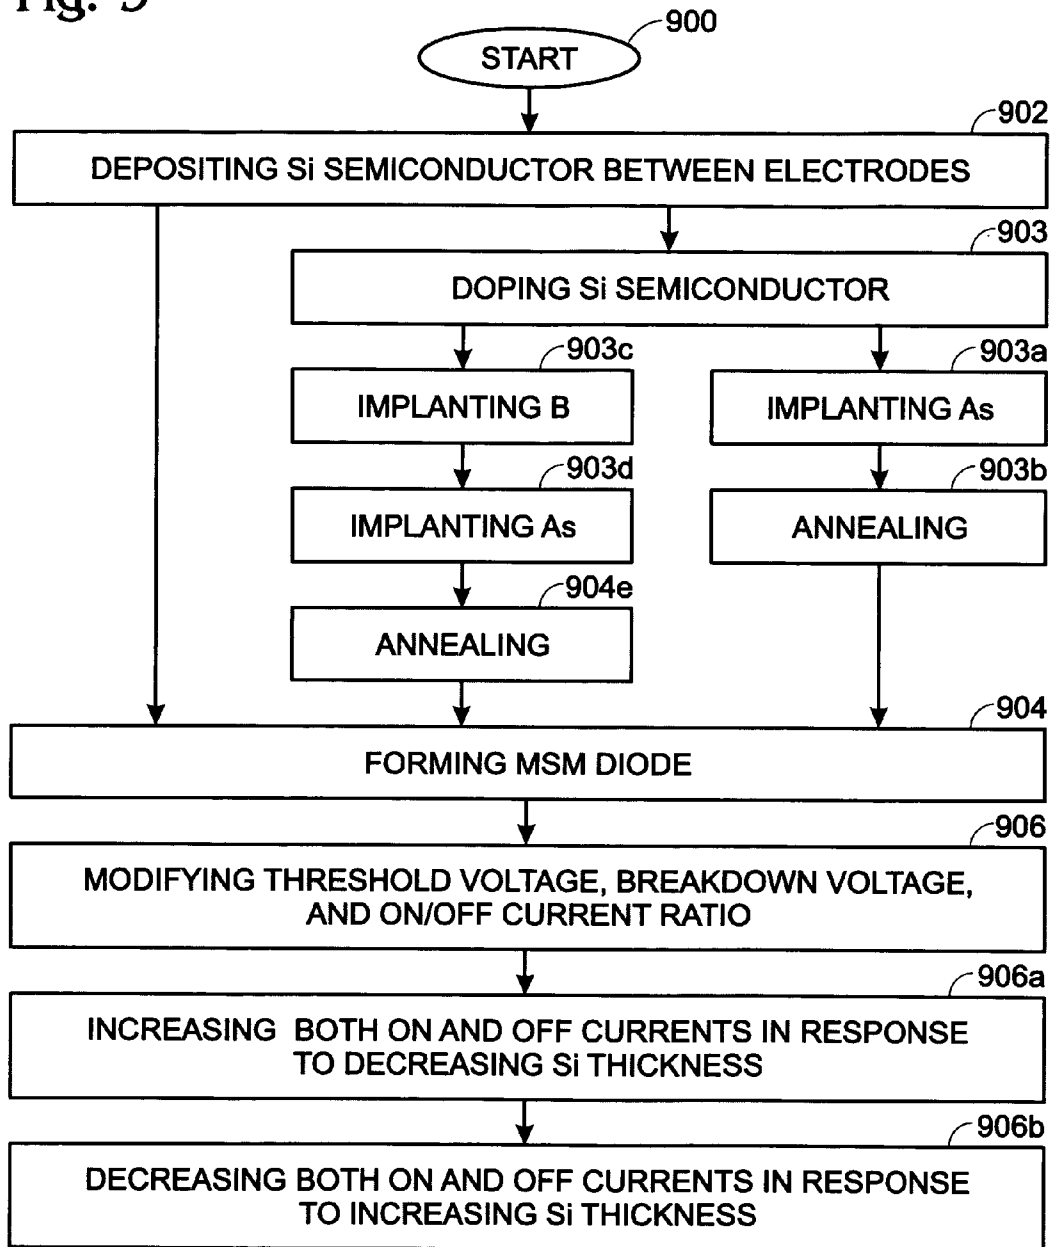 900
START
902
DEPOSITING Si SEMICONDUCTOR BETWEEN ELECTRODES
903
DOPING Si SEMICONDUCTOR
903c
903a
IMPLANTING B
IMPLANTING As
903d
903b
IMPLANTING As
ANNEALING
904e
ANNEALING
904
FORMING MSM DIODE
906
MODIFYING THRESHOLD VOLTAGE, BREAKDOWN VOLTAGE,
AND ON/OFF CURRENT RATIO
906a
INCREASING BOTH ON AND OFF CURRENTS IN RESPONSE
TO DECREASING Si THICKNESS
906b
DECREASING BOTH ON AND OFF CURRENTS IN RESPONSE
TO INCREASING Si THICKNESS